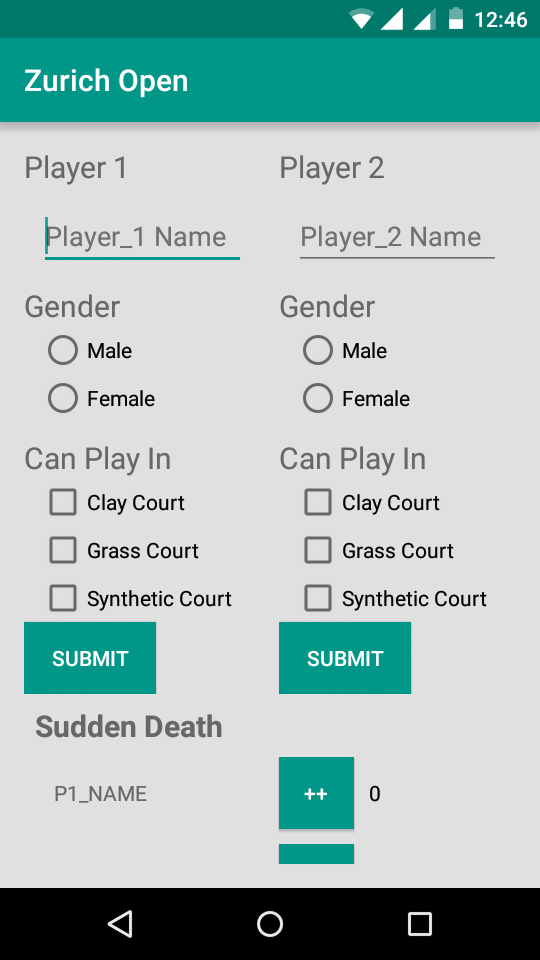 12:46
Zurich Open
Player 1 Player 2
Player_1 Name Player_2 Name
Gender Gender
Male Male
Female Female
Can Play In Can Play In
Clay Court Clay Court
Grass Court Grass Court
Synthetic Court Synthetic Court
SUBMIT SUBMIT
Sudden Death
P1_NAME ++ 0